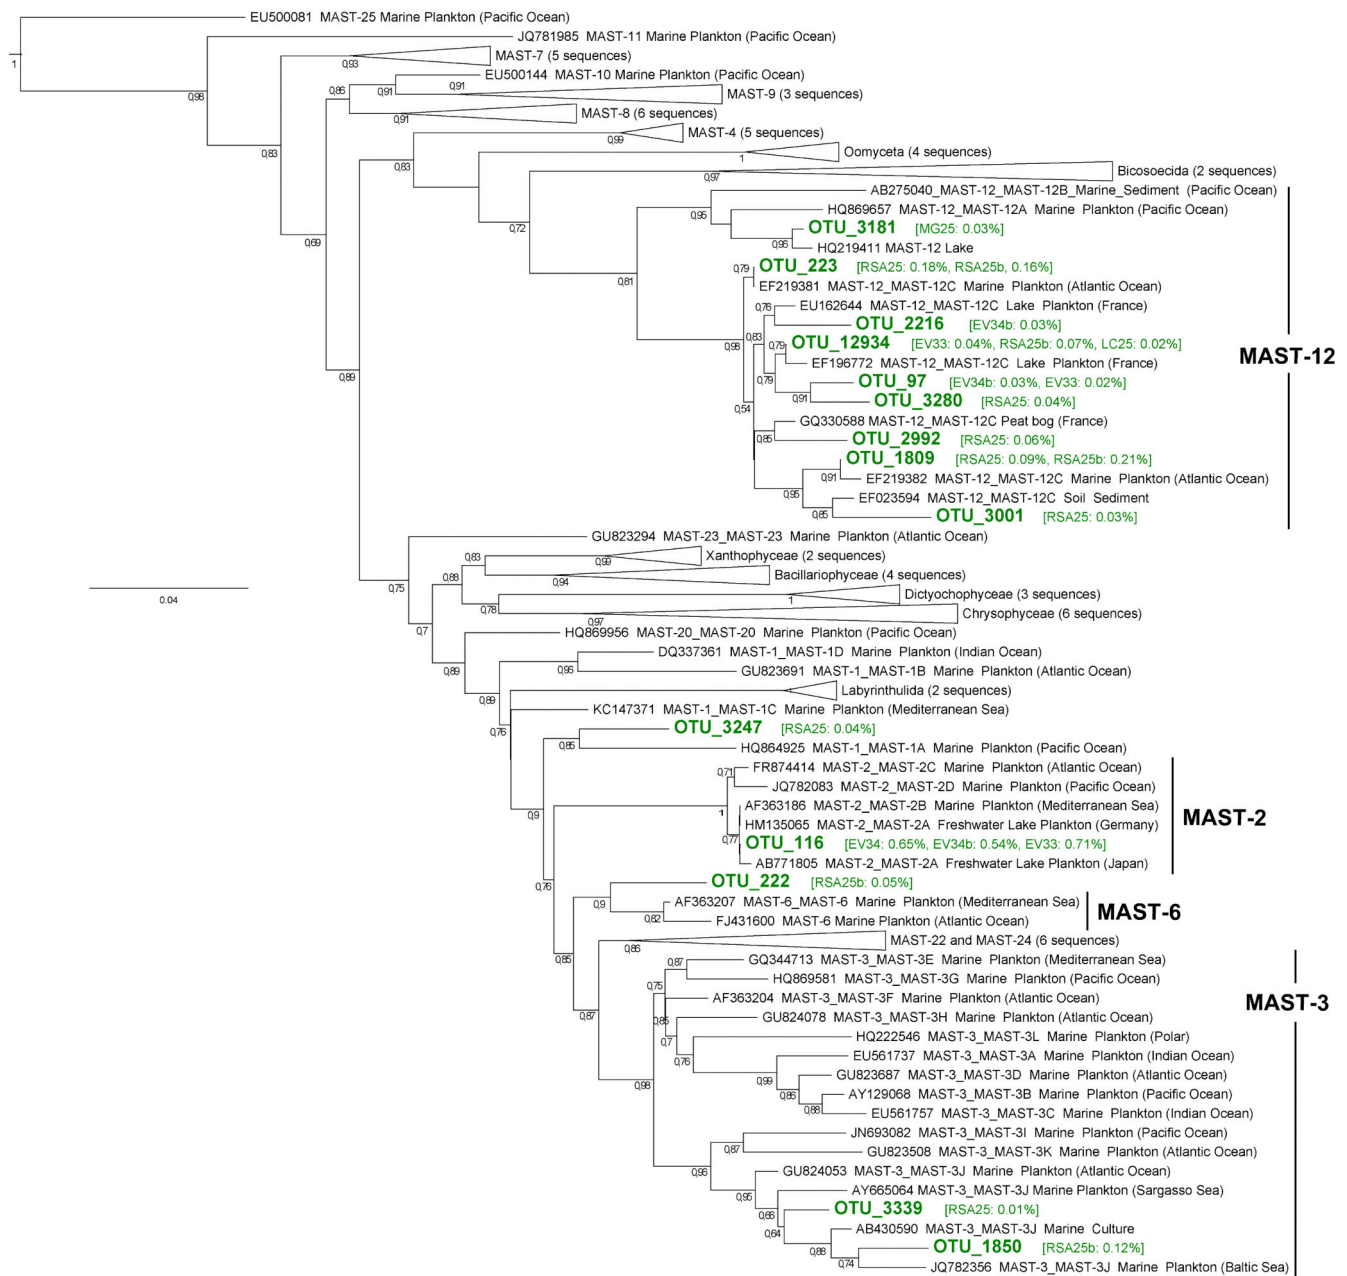 EU500081 MAST-25 Marine Plankton (Pacific Ocean)
JQ781985 MAST-11 Marine Plankton (Pacific Ocean)
1
0,93
MAST-7 (5 sequences)
EU500144 MAST-10 Marine Plankton (Pacific Ocean)
0,86
0,91
0,91
MAST-9 (3 sequences)
0,98
0,91
MAST-8 (6 sequences)
0,99
MAST-4 (5 sequences)
0,83
0,83
1
Oomyceta (4 sequences)
0,97
Bicosoecida (2 sequences)
AB275040_MAST-12_MAST-12B_Marine_Sediment (Pacific Ocean)
0,95
HQ869657 MAST-12_MAST-12A Marine Plankton (Pacific Ocean)
0,72
OTU_3181 [MG25: 0.03%]
0,69
0,96
HQ219411 MAST-12 Lake
0,79
OTU_223 [RSA25: 0.18%, RSA25b, 0.16%]
0,81
EF219381 MAST-12_MAST-12C Marine Plankton (Atlantic Ocean)
0,76
EU162644 MAST-12_MAST-12C Lake Plankton (France)
OTU_2216 [EV34b: 0.03%]
0,98
0,83
0,79
OTU_12934 [EV33: 0.04%, RSA25b: 0.07%, LC25: 0.02%]
MAST-12
EF196772 MAST-12_MAST-12C Lake Plankton (France)
0,89
0,79
OTU_97 [EV34b: 0.03%, EV33: 0.02%]
0,91
OTU_3280 [RSA25: 0.04%]
0,54
GQ330588 MAST-12_MAST-12C Peat bog (France)
0,85
OTU_2992 [RSA25: 0.06%]
OTU_1809 [RSA25: 0.09%, RSA25b: 0.21%]
0,91
EF219382 MAST-12_MAST-12C Marine Plankton (Atlantic Ocean)
0,95
EF023594 MAST-12_MAST-12C Soil Sediment
0,85
OTU_3001 [RSA25: 0.03%]
GU823294 MAST-23_MAST-23 Marine Plankton (Atlantic Ocean)
0,83
0,99
Xanthophyceae (2 sequences)
0,88
0,94
Bacillariophyceae (4 sequences)
0,75
1
Dictyochophyceae (3 sequences)
0.04
0,78
0,97
Chrysophyceae (6 sequences)
0,7
HQ869956 MAST-20_MAST-20 Marine Plankton (Pacific Ocean)
DQ337361 MAST-1_MAST-1D Marine Plankton (Indian Ocean)
0,89
0,96
GU823691 MAST-1_MAST-1B Marine Plankton (Atlantic Ocean)
1
Labyrinthulida (2 sequences)
0,89
KC147371 MAST-1_MAST-1C Marine Plankton (Mediterranean Sea)
0,76
OTU_3247 [RSA25: 0.04%]
0,85
HQ864925 MAST-1_MAST-1A Marine Plankton (Pacific Ocean)
0,71
FR874414 MAST-2_MAST-2C Marine Plankton (Atlantic Ocean)
JQ782083 MAST-2_MAST-2D Marine Plankton (Pacific Ocean)
0,9
1
AF363186 MAST-2_MAST-2B Marine Plankton (Mediterranean Sea)
MAST-2
HM135065 MAST-2_MAST-2A Freshwater Lake Plankton (Germany)
0,77
OTU_116 [EV34: 0.65%, EV34b: 0.54%, EV33: 0.71%]
AB771805 MAST-2_MAST-2A Freshwater Lake Plankton (Japan)
0,76
OTU_222 [RSA25b: 0.05%]
0,9
AF363207 MAST-6_MAST-6 Marine Plankton (Mediterranean Sea)
MAST-6
0,82
FJ431600 MAST-6 Marine Plankton (Atlantic Ocean)
0,86
MAST-22 and MAST-24 (6 sequences)
0,85
0,87
GQ344713 MAST-3_MAST-3E Marine Plankton (Mediterranean Sea)
0,75
HQ869581 MAST-3_MAST-3G Marine Plankton (Pacific Ocean)
AF363204 MAST-3_MAST-3F Marine Plankton (Atlantic Ocean)
MAST-3
0,87
0,85
GU824078 MAST-3_MAST-3H Marine Plankton (Atlantic Ocean)
0,7
HQ222546 MAST-3_MAST-3L Marine Plankton (Polar)
0,76
EU561737 MAST-3_MAST-3A Marine Plankton (Indian Ocean)
0,98
0,99
GU823687 MAST-3_MAST-3D Marine Plankton (Atlantic Ocean)
0,86
AY129068 MAST-3_MAST-3B Marine Plankton (Pacific Ocean)
0,88
EU561757 MAST-3_MAST-3C Marine Plankton (Indian Ocean)
JN693082 MAST-3_MAST-3I Marine Plankton (Pacific Ocean)
0,87
GU823508 MAST-3_MAST-3K Marine Plankton (Atlantic Ocean)
0,96
GU824053 MAST-3_MAST-3J Marine Plankton (Atlantic Ocean)
0,95
AY665064 MAST-3_MAST-3J Marine Plankton (Sargasso Sea)
0,66
OTU_3339 [RSA25: 0.01%]
0,64
AB430590 MAST-3_MAST-3J Marine Culture
0,88
OTU_1850 [RSA25b: 0.12%]
0,74
JQ782356 MAST-3_MAST-3J Marine Plankton (Baltic Sea)